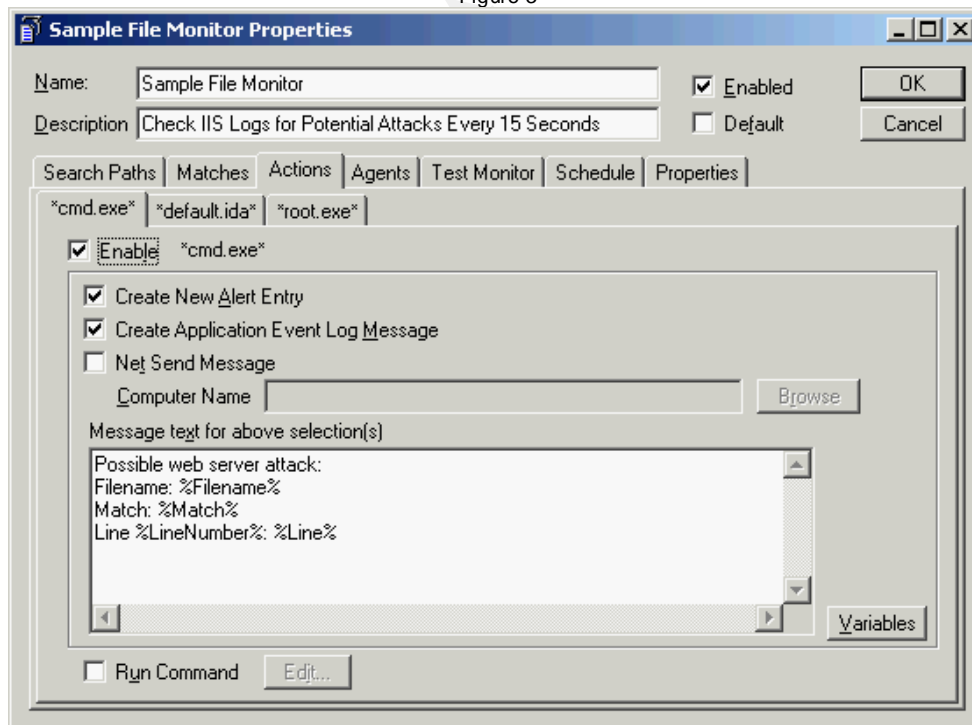 Sample File Monitor Properties
Name: Sample File Monitor Enabled OK
Description Check IIS Logs for Potential Attacks Every 15 Seconds Default Cancel
Search Paths Matches Actions Agents Test Monitor Schedule Properties
*cmd.exe* *default.ida* *root.exe*
Enable *cmd.exe*
Create New Alert Entry
Create Application Event Log Message
Net Send Message
Computer Name Browse
Message text for above selection(s)
Possible web server attack:
Filename: %Filename%
Match: %Match%
Line %LineNumber%: %Line%
Variables
Run Command Edit...